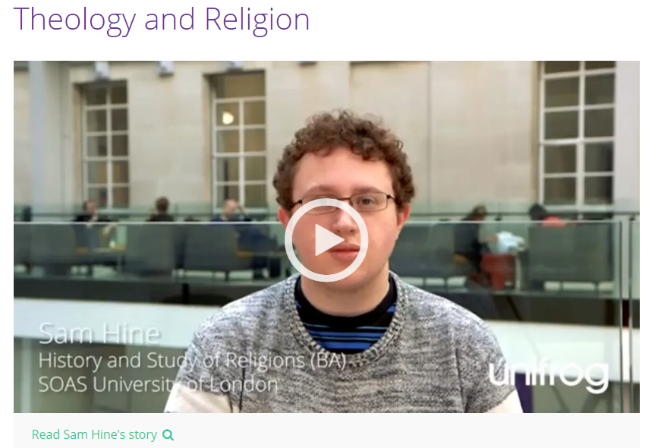 Theology and Religion
Sam Hine
History and Study of Religions (BA)
SOAS University of London
unifrog
Read Sam Hine's story